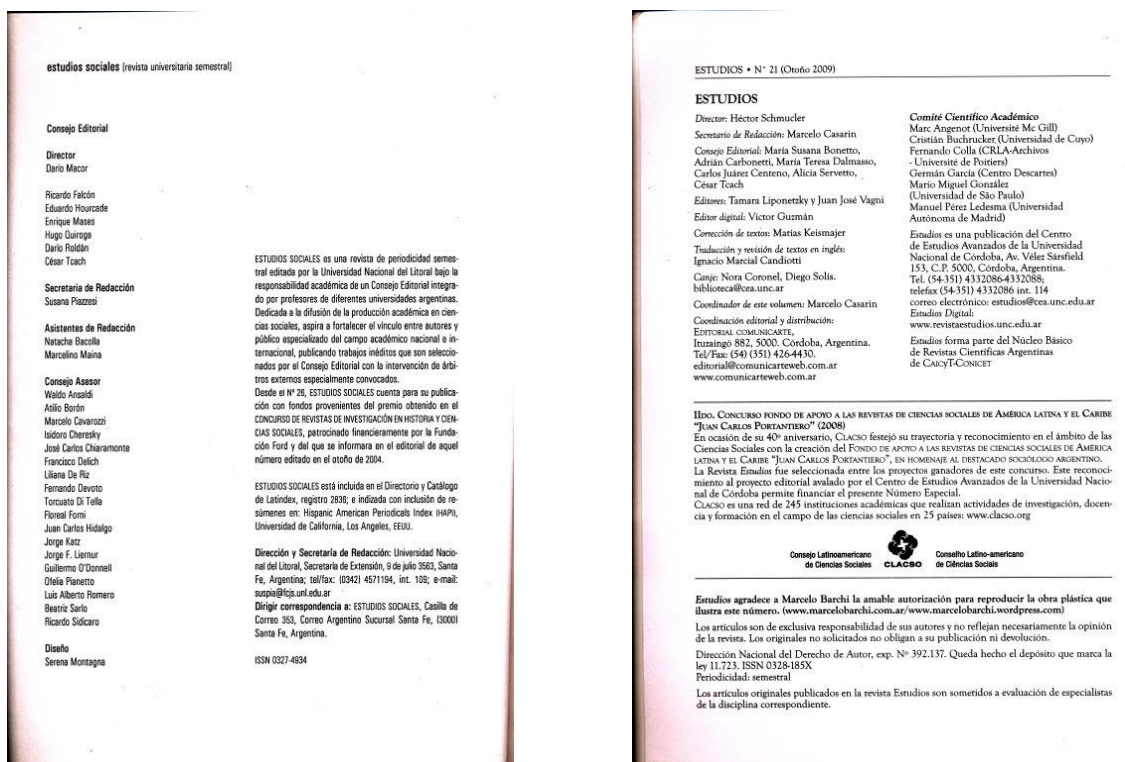 estudios sociales [revista universitaria semestral]
Consejo Editorial
Director
Darío Macor
Ricardo Falcón
Eduardo Hourcade
Enrique Mases
Hugo Quiroga
Darío Roldán
César Tcach
Secretaria de Redacción
Susana Piazzesi
Asistentes de Redacción
Natacha Bacolla
Marcelino Maina
Consejo Asesor
Waldo Ansaldi
Atilio Borón
Marcelo Cavarozzi
Isidoro Cheresky
José Carlos Chiaramonte
Francisco Delich
Liliana De Riz
Fernando Devoto
Torcuato Di Tella
Floreal Forni
Juan Carlos Hidalgo
Jorge Katz
Jorge F. Liernur
Guillermo O'Donnell
Ofelia Pianetto
Luis Alberto Romero
Beatriz Sarlo
Ricardo Sidicaro
Diseño
Serena Montagna
ESTUDIOS SOCIALES es una revista de periodicidad semes-
tral editada por la Universidad Nacional del Litoral bajo la
responsabilidad académica de un Consejo Editorial integra-
do por profesores de diferentes universidades argentinas.
Dedicada a la difusión de la producción académica en cien-
cias sociales, aspira a fortalecer el vínculo entre autores y
público especializado del campo académico nacional e in-
ternacional, publicando trabajos inéditos que son seleccio-
nados por el Consejo Editorial con la intervención de árbi-
tros externos especialmente convocados.
Desde el Nº 26, ESTUDIOS SOCIALES cuenta para su publica-
ción con fondos provenientes del premio obtenido en el
CONCURSO DE REVISTAS DE INVESTIGACIÓN EN HISTORIA Y CIEN-
CIAS SOCIALES, patrocinado financieramente por la Funda-
ción Ford y del que se informara en el editorial de aquel
número editado en el otoño de 2004.
ESTUDIOS SOCIALES está incluida en el Directorio y Catálogo
de Latindex, registro 2836; e indizada con inclusión de re-
súmenes en: Hispanic American Periodicals Index (HAPI),
Universidad de California, Los Angeles, EEUU.
Dirección y Secretaría de Redacción: Universidad Nacio-
nal del Litoral, Secretaría de Extensión, 9 de julio 3563, Santa
Fe, Argentina; tel/fax: (0342) 4571194, int. 109; e-mail:
suspia@fcjs.unl.edu.ar
Dirigir correspondencia a: ESTUDIOS SOCIALES, Casilla de
Correo 353, Correo Argentino Sucursal Santa Fe, (3000)
Santa Fe, Argentina.
ISSN 0327-4934
ESTUDIOS • N° 21 (Otoño 2009)
ESTUDIOS
Director: Héctor Schmucler
Secretario de Redacción: Marcelo Casarin
Consejo Editorial: María Susana Bonetto,
Adrián Carbonetti, María Teresa Dalmasso,
Carlos Juárez Centeno, Alicia Servetto,
César Tcach
Editores: Tamara Liponetzky y Juan José Vagni
Editor digital: Víctor Guzmán
Corrección de textos: Matías Keismajer
Traducción y revisión de textos en inglés:
Ignacio Marcial Candiotti
Canje: Nora Coronel, Diego Solís.
biblioteca@cea.unc.ar
Coordinador de este volumen: Marcelo Casarin
Coordinación editorial y distribución:
EDITORIAL COMUNICARTE,
Ituzaingó 882, 5000. Córdoba, Argentina.
Tel/Fax: (54) (351) 426-4430.
editorial@comunicarteweb.com.ar
www.comunicarteweb.com.ar
Comité Científico Académico
Marc Angenot (Université Mc Gill)
Cristián Buchrucker (Universidad de Cuyo)
Fernando Colla (CRLA-Archivos
- Université de Poitiers)
Germán García (Centro Descartes)
Mario Miguel González
(Universidad de São Paulo)
Manuel Pérez Ledesma (Universidad
Autónoma de Madrid)
Estudios es una publicación del Centro
de Estudios Avanzados de la Universidad
Nacional de Córdoba, Av. Vélez Sársfield
153, C.P. 5000, Córdoba, Argentina.
Tel. (54-351) 4332086-4332088;
telefax (54-351) 4332086 int. 114
correo electrónico: estudios@cea.unc.edu.ar
Estudios Digital:
www.revistaestudios.unc.edu.ar
Estudios forma parte del Núcleo Básico
de Revistas Científicas Argentinas
de CAICYT-CONICET
IIDO. CONCURSO FONDO DE APOYO A LAS REVISTAS DE CIENCIAS SOCIALES DE AMÉRICA LATINA Y EL CARIBE
"JUAN CARLOS PORTANTIERO" (2008)
En ocasión de su 40º aniversario, CLACSO festejó su trayectoria y reconocimiento en el ámbito de las
Ciencias Sociales con la creación del FONDO DE APOYO A LAS REVISTAS DE CIENCIAS SOCIALES DE AMÉRICA
LATINA Y EL CARIBE "JUAN CARLOS PORTANTIERO", EN HOMENAJE AL DESTACADO SOCIÓLOGO ARGENTINO.
La Revista Estudios fue seleccionada entre los proyectos ganadores de este concurso. Este reconoci-
miento al proyecto editorial avalado por el Centro de Estudios Avanzados de la Universidad Nacio-
nal de Córdoba permite financiar el presente Número Especial.
CLACSO es una red de 245 instituciones académicas que realizan actividades de investigación, docen-
cia y formación en el campo de las ciencias sociales en 25 países: www.clacso.org
Consejo Latinoamericano
de Ciencias Sociales
CLACSO
Conselho Latino-americano
de Ciências Sociais
Estudios agradece a Marcelo Barchi la amable autorización para reproducir la obra plástica que
ilustra este número. (www.marcelobarchi.com.ar/www.marcelobarchi.wordpress.com)
Los artículos son de exclusiva responsabilidad de sus autores y no reflejan necesariamente la opinión
de la revista. Los originales no solicitados no obligan a su publicación ni devolución.
Dirección Nacional del Derecho de Autor, exp. Nº 392.137. Queda hecho el depósito que marca la
ley 11.723. ISSN 0328-185X
Periodicidad: semestral
Los artículos originales publicados en la revista Estudios son sometidos a evaluación de especialistas
de la disciplina correspondiente.